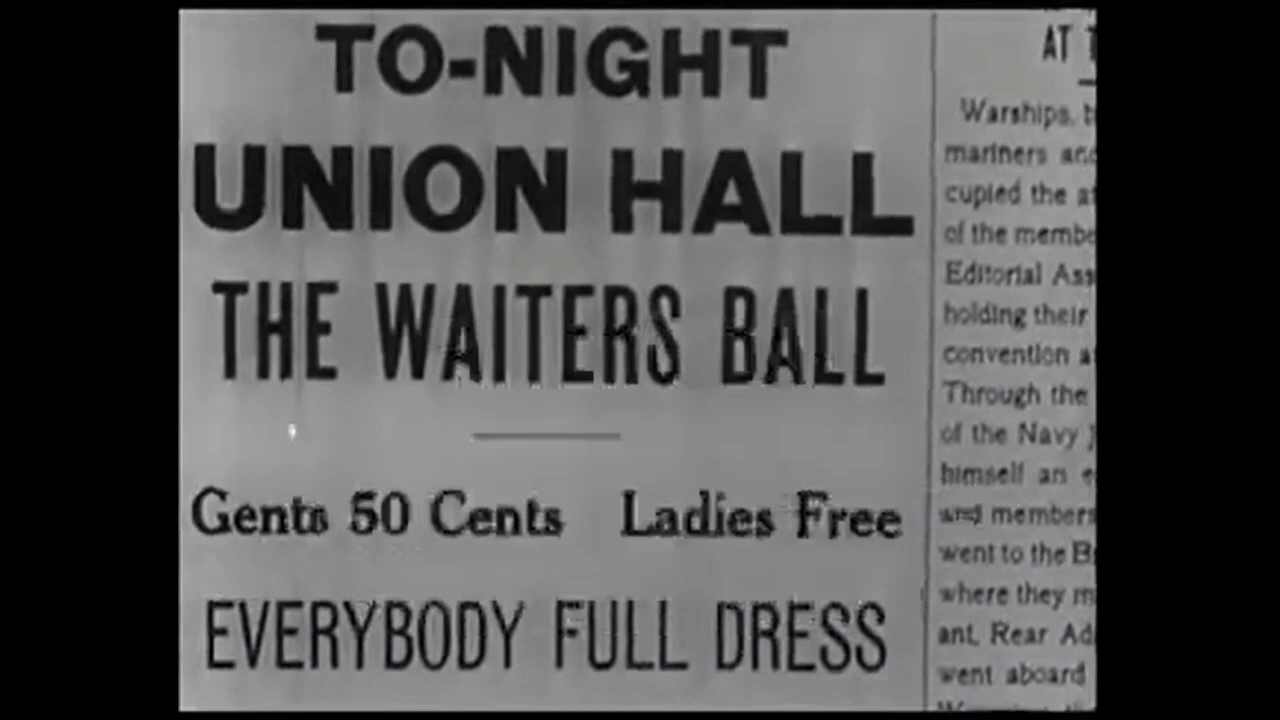 TO-NIGHT
UNION HALL
THE WAITERS BALL
Gents 50 Cents Ladies Free
EVERYBODY FULL DRESS
AT
Warships,
mariners
cupied the
of the
Editorial
holding their
convention
Through the
of the Navy
himself an
and members
went to the
where they
ant, Rear
went aboard